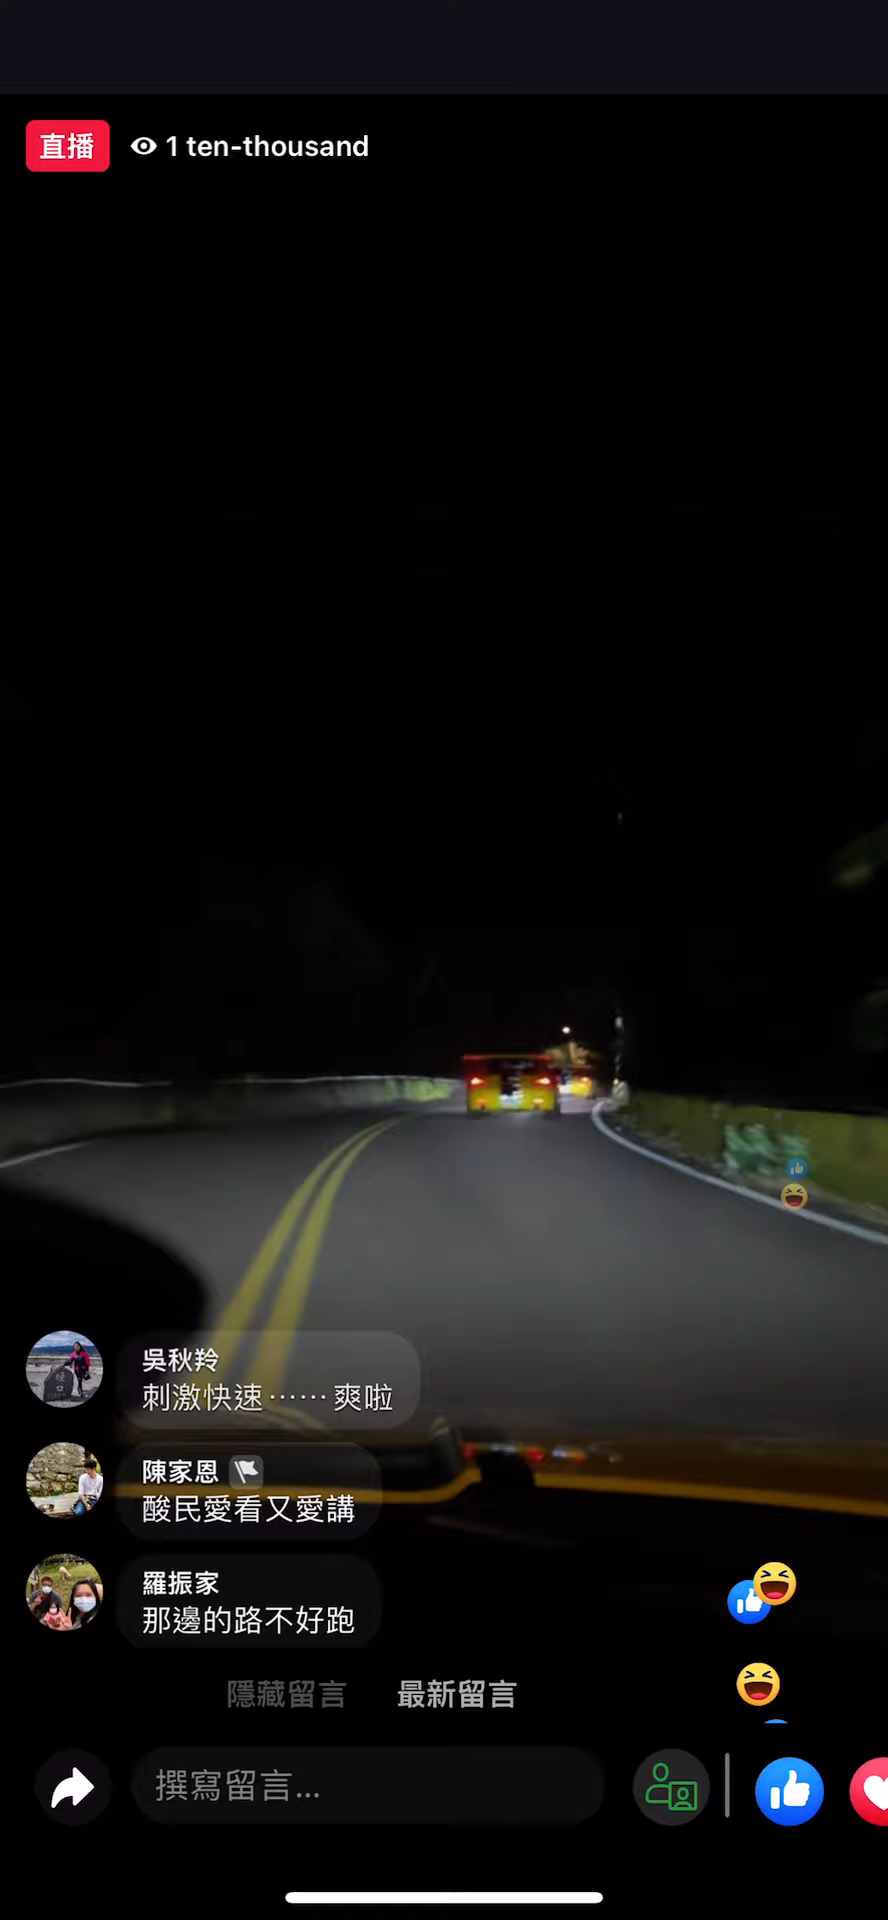 直播
1 ten-thousand
吳秋羚
刺激快速⋯⋯爽啦
陳家恩
酸民愛看又愛講
羅振家
那邊的路不好跑
隱藏留言
最新留言
撰寫留言...